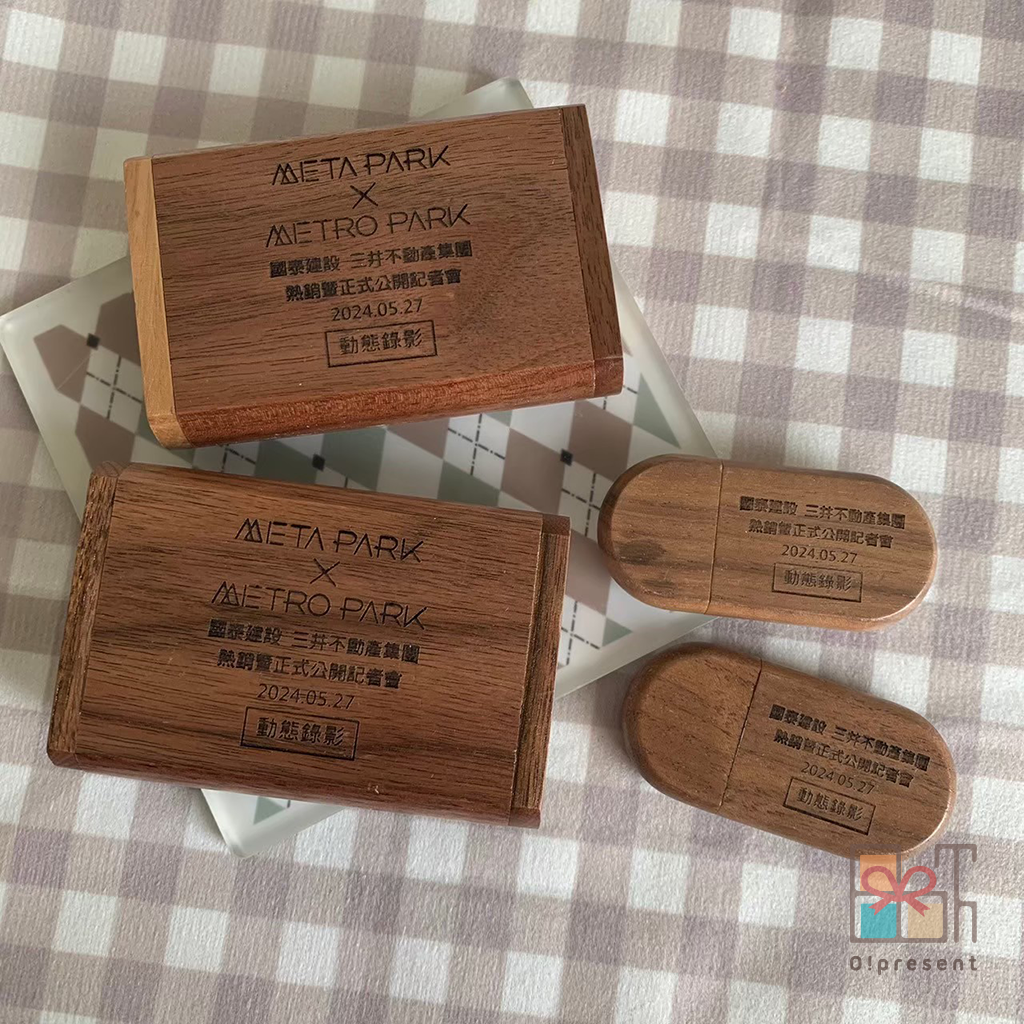 META PARK
X
METRO PARK
國泰建設 三井不動產集團
熱銷暨正式公開記者會
2024.05.27
動態錄影
META PARK
X
METRO PARK
國泰建設 三井不動產集團
熱銷暨正式公開記者會
2024.05.27
動態錄影
國泰建設 三井不動產集團
熱銷暨正式公開記者會
2024.05.27
動態錄影
國泰建設 三井不動產集團
熱銷暨正式公開記者會
2024.05.27
動態錄影
O!present